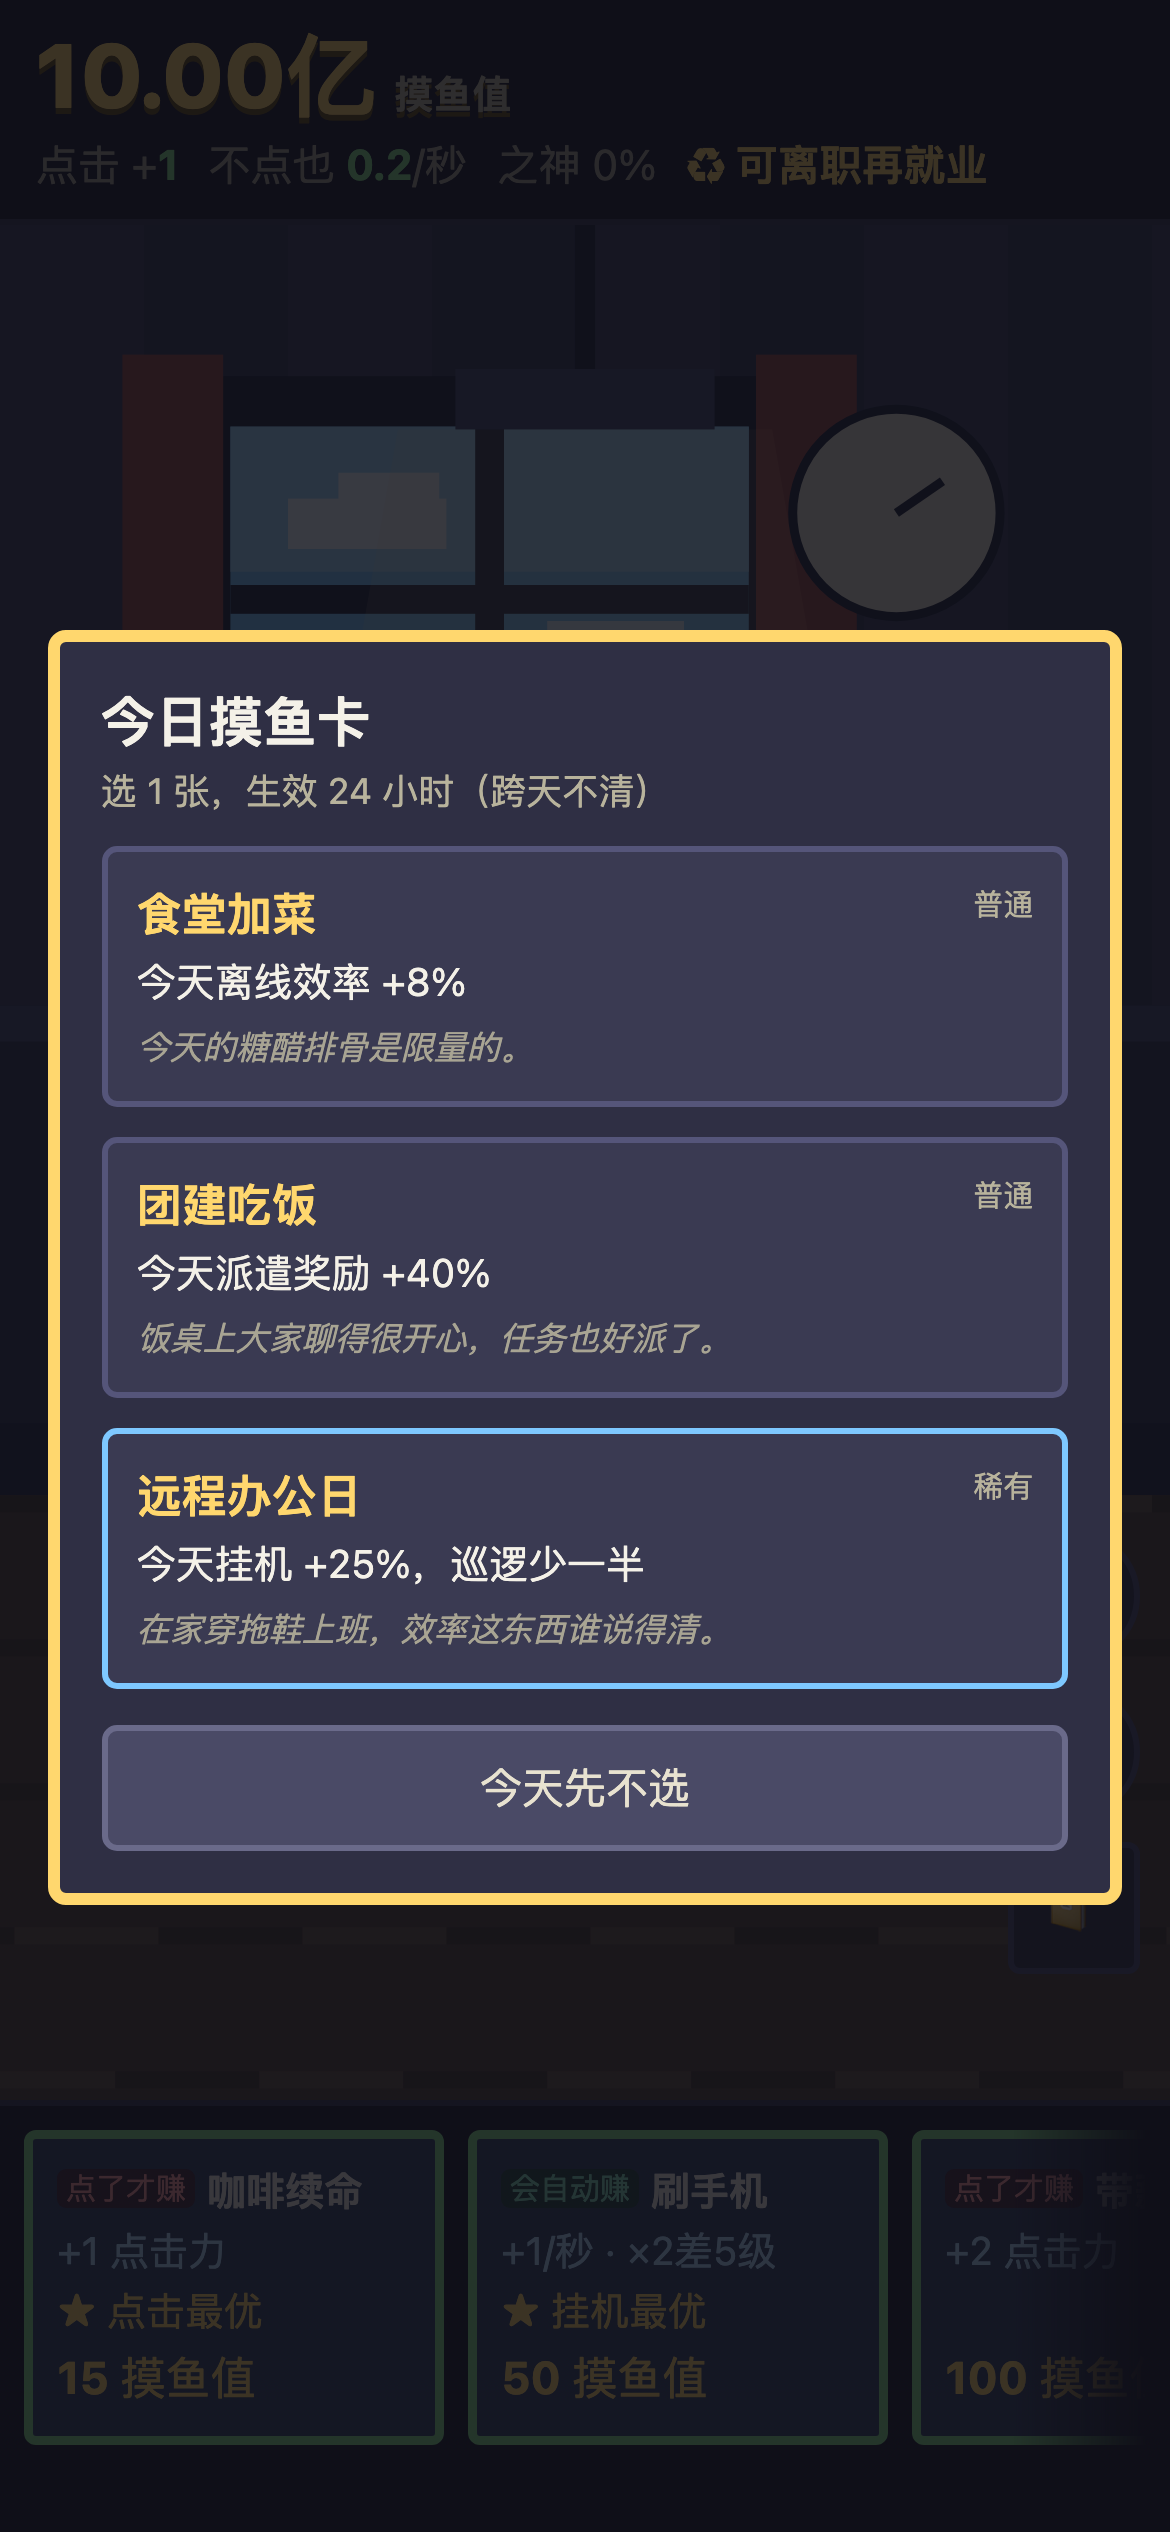 10.00亿 摸鱼值
点击 +1 不点也 0.2/秒 之神 0% ♻ 可离职再就业
今日摸鱼卡
选 1 张，生效 24 小时（跨天不清）
食堂加菜 普通
今天离线效率 +8%
今天的糖醋排骨是限量的。
团建吃饭 普通
今天派遣奖励 +40%
饭桌上大家聊得很开心，任务也好派了。
远程办公日 稀有
今天挂机 +25%，巡逻少一半
在家穿拖鞋上班，效率这东西谁说得清。
今天先不选
点了才赚 咖啡续命
+1 点击力
★ 点击最优
15 摸鱼值
会自动赚 刷手机
+1/秒 · ×2差5级
★ 挂机最优
50 摸鱼值
点了才赚 带
+2 点击力
100 摸鱼